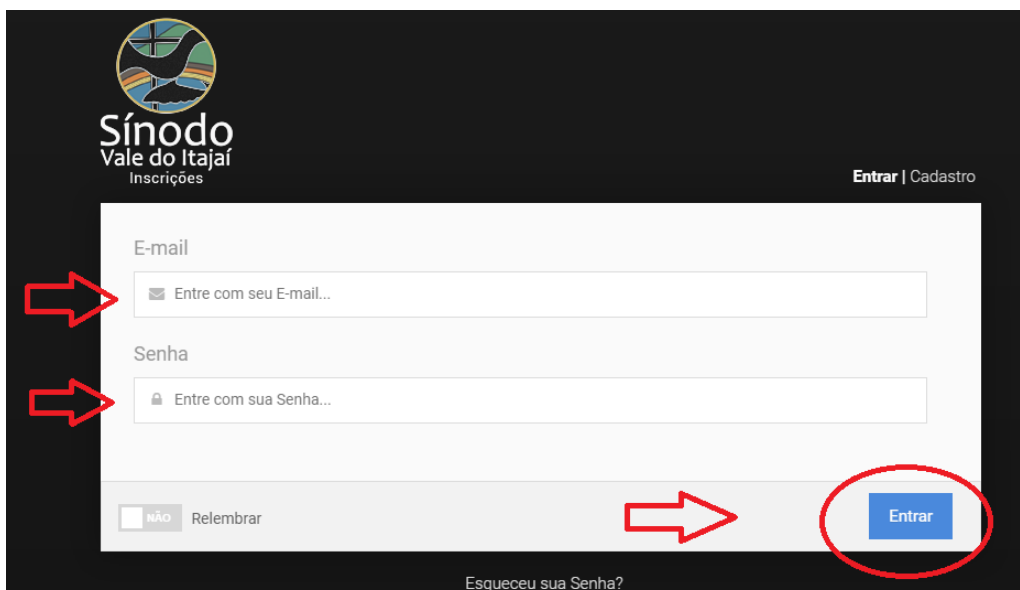 Sínodo
Vale do Itajaí
Inscrições
Entrar | Cadastro
E-mail
Entre com seu E-mail...
Senha
Entre com sua Senha...
NÃO Relembrar
Entrar
Esqueceu sua Senha?